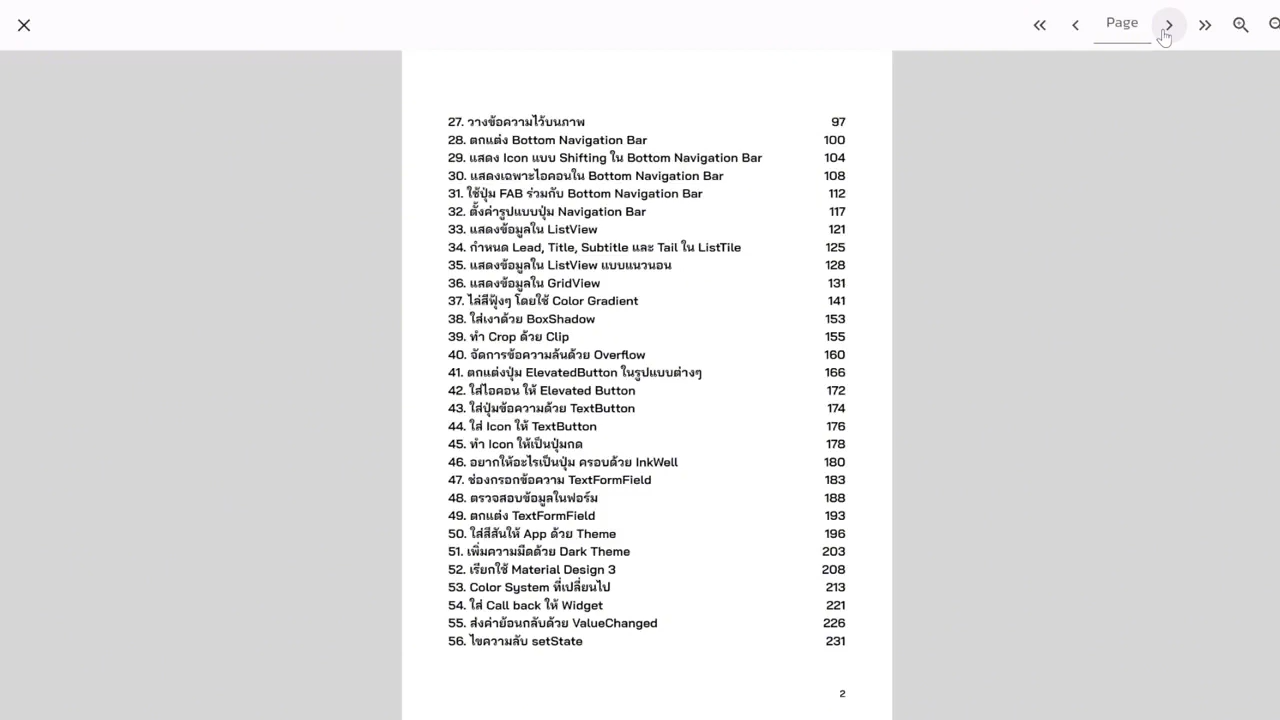 Page
27. วางข้อความไว้บนภาพ 97
28. ตกแต่ง Bottom Navigation Bar 100
29. แสดง Icon แบบ Shifting ใน Bottom Navigation Bar 104
30. แสดงเฉพาะไอคอนใน Bottom Navigation Bar 108
31. ใช้ปุ่ม FAB ร่วมกับ Bottom Navigation Bar 112
32. ตั้งค่ารูปแบบปุ่ม Navigation Bar 117
33. แสดงข้อมูลใน ListView 121
34. กำหนด Lead, Title, Subtitle และ Tail ใน ListTile 125
35. แสดงข้อมูลใน ListView แบบแนวนอน 128
36. แสดงข้อมูลใน GridView 131
37. ไล่สีฟุ้งๆ โดยใช้ Color Gradient 141
38. ใส่เงาด้วย BoxShadow 153
39. ทำ Crop ด้วย Clip 155
40. จัดการข้อความล้นด้วย Overflow 160
41. ตกแต่งปุ่ม ElevatedButton ในรูปแบบต่างๆ 166
42. ใส่ไอคอน ให้ Elevated Button 172
43. ใส่ปุ่มข้อความด้วย TextButton 174
44. ใส่ Icon ให้ TextButton 176
45. ทำ Icon ให้เป็นปุ่มกด 178
46. อยากให้อะไรเป็นปุ่ม ครอบด้วย InkWell 180
47. ช่องกรอกข้อความ TextFormField 183
48. ตรวจสอบข้อมูลในฟอร์ม 188
49. ตกแต่ง TextFormField 193
50. ใส่สีสันให้ App ด้วย Theme 196
51. เพิ่มความมืดด้วย Dark Theme 203
52. เรียกใช้ Material Design 3 208
53. Color System ที่เปลี่ยนไป 213
54. ใส่ Call back ให้ Widget 221
55. ส่งค่าย้อนกลับด้วย ValueChanged 226
56. ไขความลับ setState 231
2